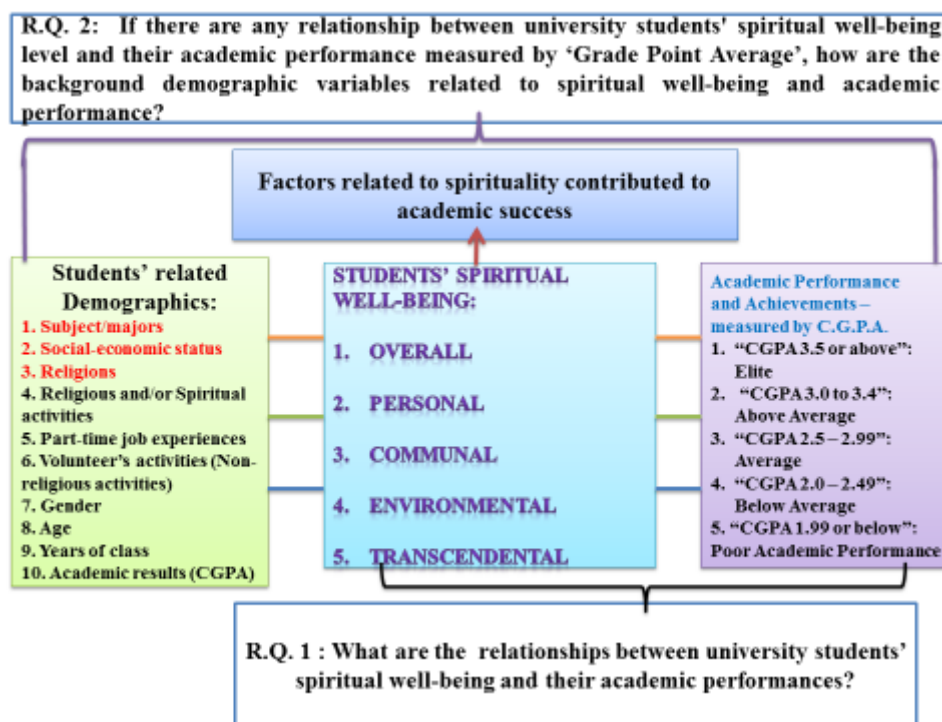 R.Q. 2: If there are any relationship between university students' spiritual well-being
level and their academic performance measured by ‘Grade Point Average’, how are the
background demographic variables related to spiritual well-being and academic
performance?
Factors related to spirituality contributed to
academic success
Students’ related
Demographics:
1. Subject/majors
2. Social-economic status
3. Religions
4. Religious and/or Spiritual
activities
5. Part-time job experiences
6. Volunteer’s activities (Non-
religious activities)
7. Gender
8. Age
9. Years of class
10. Academic results (CGPA)
STUDENTS’ SPIRITUAL
WELL-BEING:
1. OVERALL
2. PERSONAL
3. COMMUNAL
4. ENVIRONMENTAL
5. TRANSCENDENTAL
Academic Performance
and Achievements –
measured by C.G.P.A.
1. “CGPA 3.5 or above”:
Elite
2. “CGPA 3.0 to 3.4”:
Above Average
3. “CGPA 2.5 – 2.99”:
Average
4. “CGPA 2.0 – 2.49”:
Below Average
5. “CGPA 1.99 or below”:
Poor Academic Performance
R.Q. 1 : What are the relationships between university students’
spiritual well-being and their academic performances?